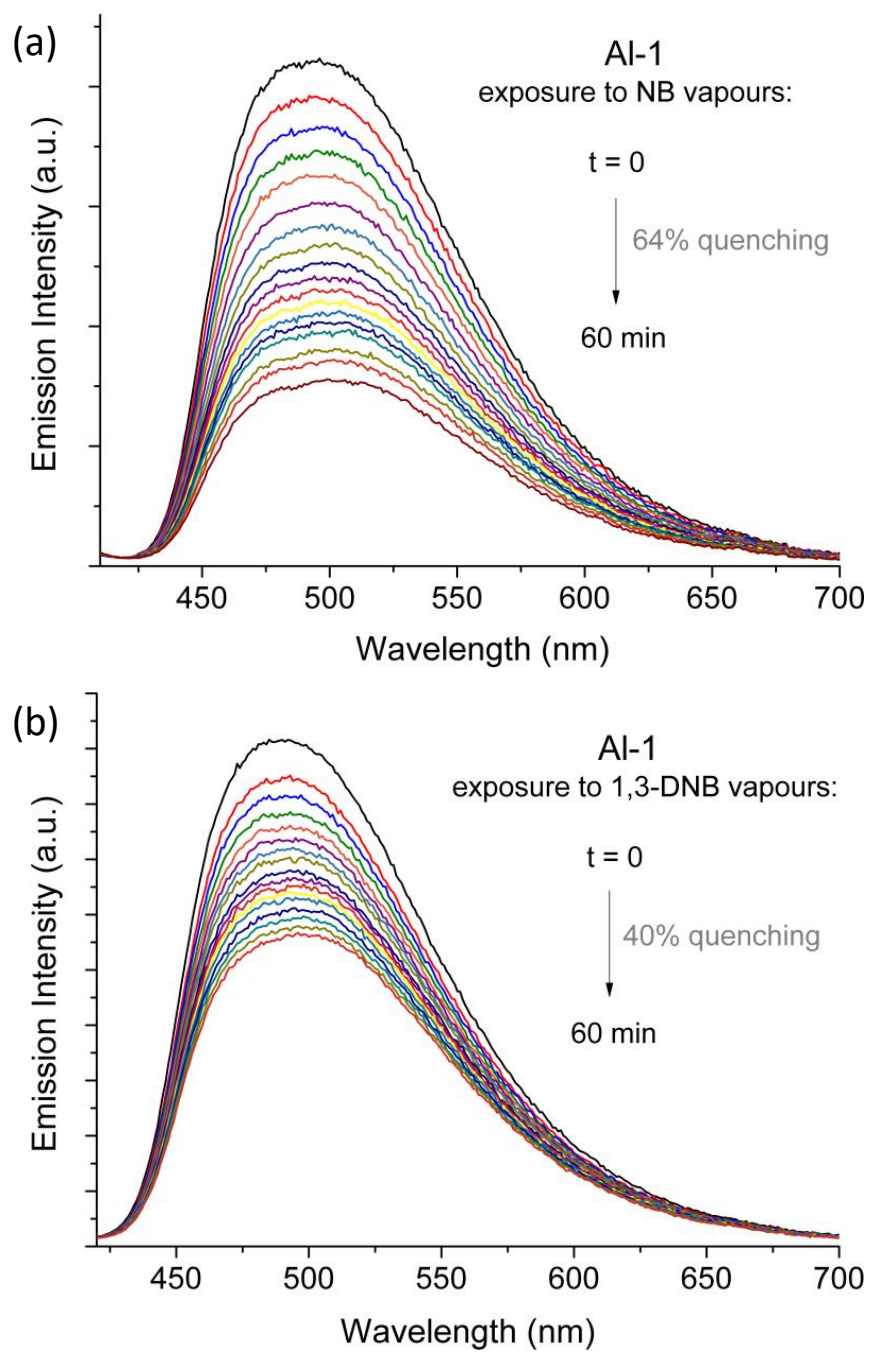 (a)
Al-1
exposure to NB vapours:
t = 0
64% quenching
60 min
Emission Intensity (a.u.)
450 500 550 600 650 700
Wavelength (nm)
(b)
Al-1
exposure to 1,3-DNB vapours:
t = 0
40% quenching
60 min
Emission Intensity (a.u.)
450 500 550 600 650 700
Wavelength (nm)